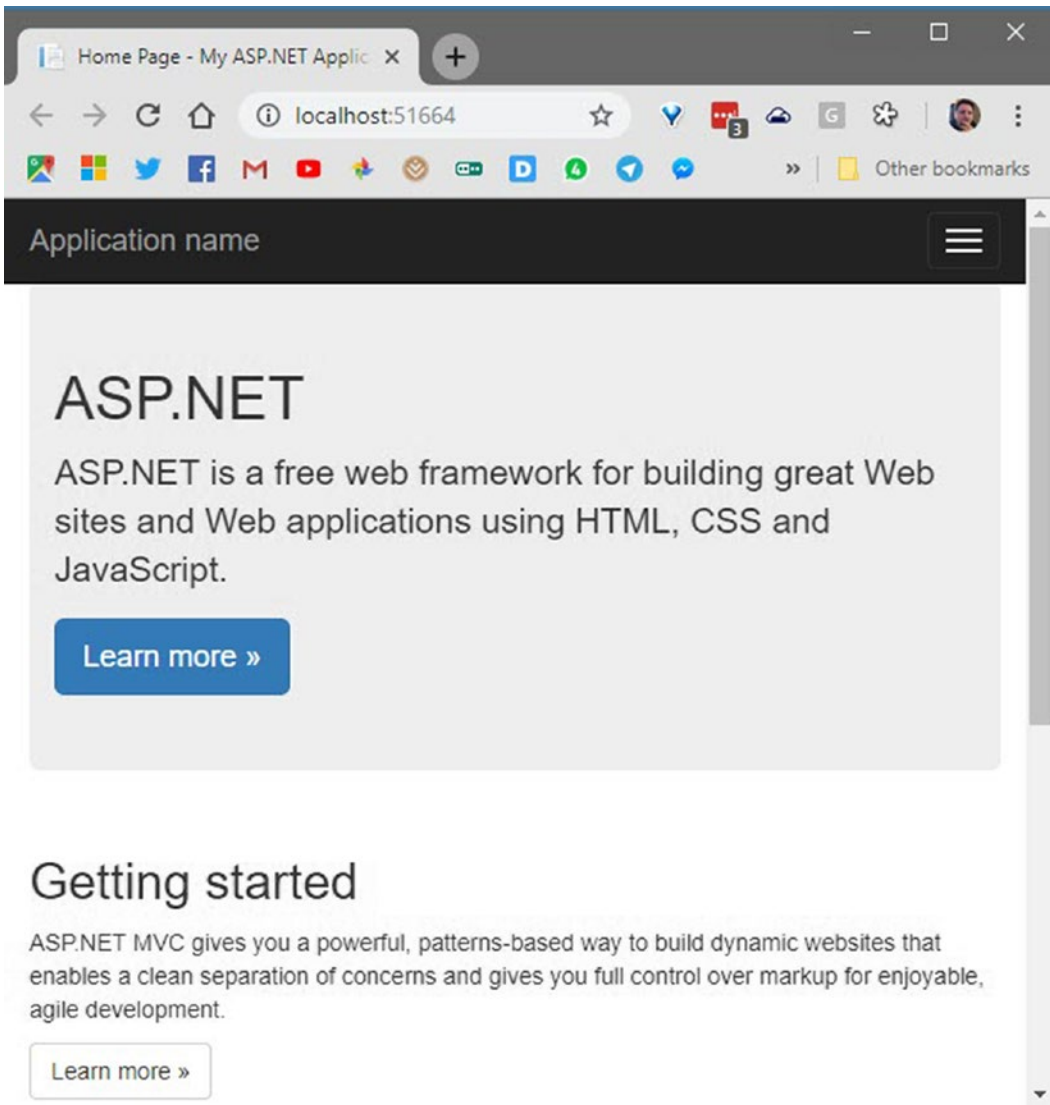 Home Page - My ASP.NET Applic
localhost:51664
3
G
f
M
D
4
»
Other bookmarks
Application name
ASP.NET
ASP.NET is a free web framework for building great Web
sites and Web applications using HTML, CSS and
JavaScript.
Learn more »
Getting started
ASP.NET MVC gives you a powerful, patterns-based way to build dynamic websites that
enables a clean separation of concerns and gives you full control over markup for enjoyable,
agile development.
Learn more »